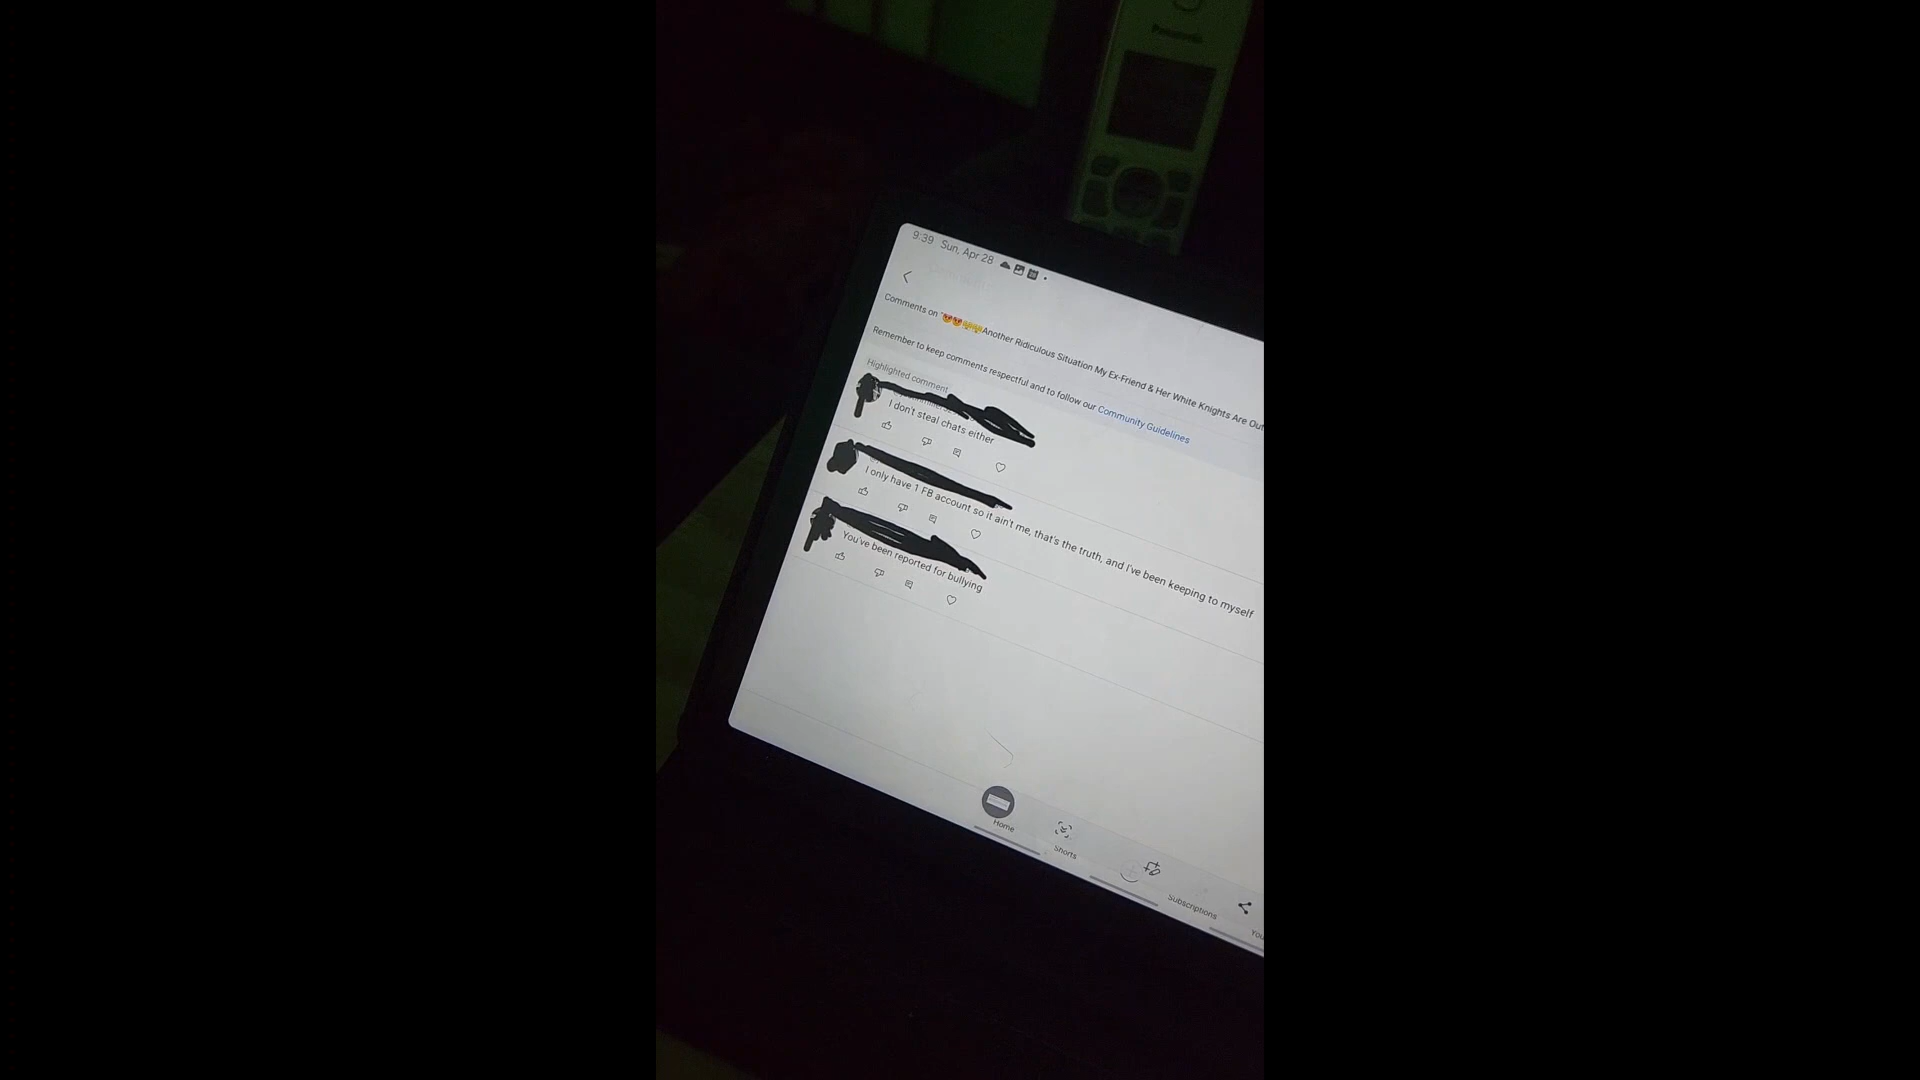 Panasonic
9:39 Sun, Apr 28
Comments on "😡😡Another Ridiculous Situation My Ex-Friend & Her White Knights Are Out
Remember to keep comments respectful and to follow our Community Guidelines
Highlighted comment
I don't steal chats either
I only have 1 FB account so it ain't me, that's the truth, and I've been keeping to myself
You've been reported for bullying
Home
Shorts
Subscriptions
You